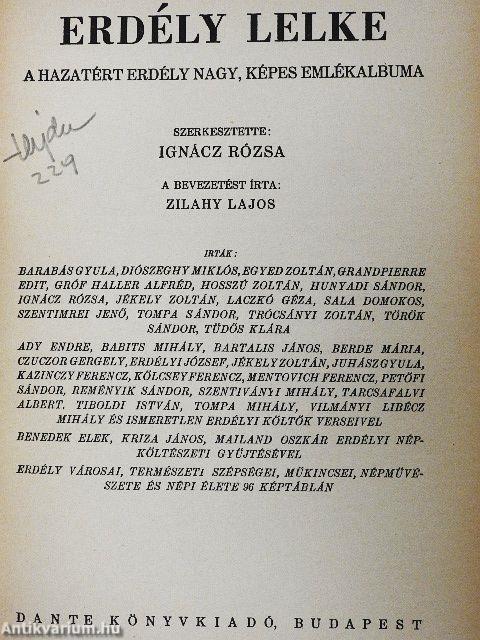 ERDÉLY LELKE
A HAZATÉRT ERDÉLY NAGY, KÉPES EMLÉKALBUMA
SZERKESZTETTE:
IGNÁCZ RÓZSA
A BEVEZETÉST ÍRTA:
ZILAHY LAJOS
229
IRTÁK:
BARABÁS GYULA, DIÓSZEGHY MIKLÓS, EGYED ZOLTÁN, GRANDPIERRE
EDIT, GRÓF HALLER ALFRÉD, HOSSZÚ ZOLTÁN, HUNYADI SÁNDOR,
IGNÁCZ RÓZSA, JÉKELY ZOLTÁN, LACZKÓ GÉZA, SALA DOMOKOS,
SZENTIMREI JENŐ, TOMPA SÁNDOR, TRÓCSÁNYI ZOLTÁN, TÖRÖK
SÁNDOR, TÜDŐS KLÁRA
ADY ENDRE, BABITS MIHÁLY, BARTALIS JÁNOS, BERDE MÁRIA,
CZUCZOR GERGELY, ERDÉLYI JÓZSEF, JÉKELY ZOLTÁN, JUHÁSZ GYULA,
KAZINCZY FERENCZ, KÖLCSEY FERENCZ, MENTOVICH FERENCZ, PETŐFI
SÁNDOR, REMÉNYIK SÁNDOR, SZENTIVÁNYI MIHÁLY, TARCSAFALVI
ALBERT, TIBOLDI ISTVÁN, TOMPA MIHÁLY, VILMÁNYI LIBÉCZ
MIHÁLY ÉS ISMERETLEN ERDÉLYI KÖLTŐK VERSEIVEL
BENEDEK ELEK, KRIZA JÁNOS, MAILAND OSZKÁR ERDÉLYI NÉP-
KÖLTÉSZETI GYŰJTÉSÉVEL
ERDÉLY VÁROSAI, TERMÉSZETI SZÉPSÉGEI, MŰKINCSEI, NÉPMŰVÉ-
SZETE ÉS NÉPI ÉLETE 96 KÉPTÁBLÁN
DANTE KÖNYVKIADÓ, BUDAPEST
Antikvarium.hu